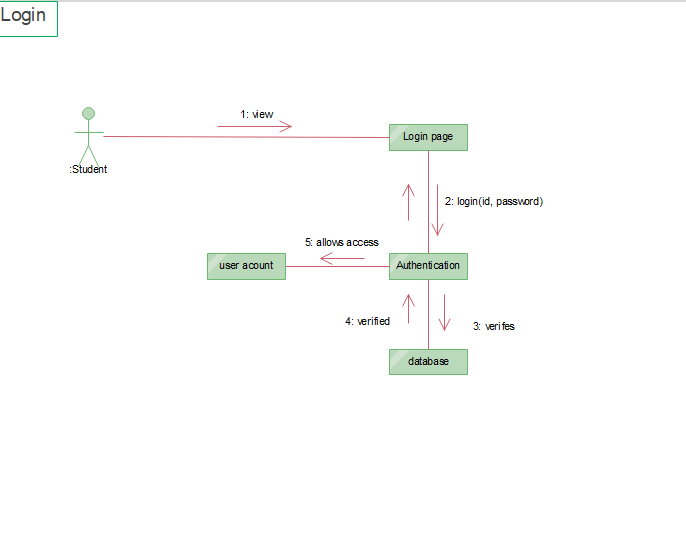 Login
1: view
Login page
:Student
2: login(id, password)
5: allows access
user acount
Authentication
4: verified
3: verifes
database